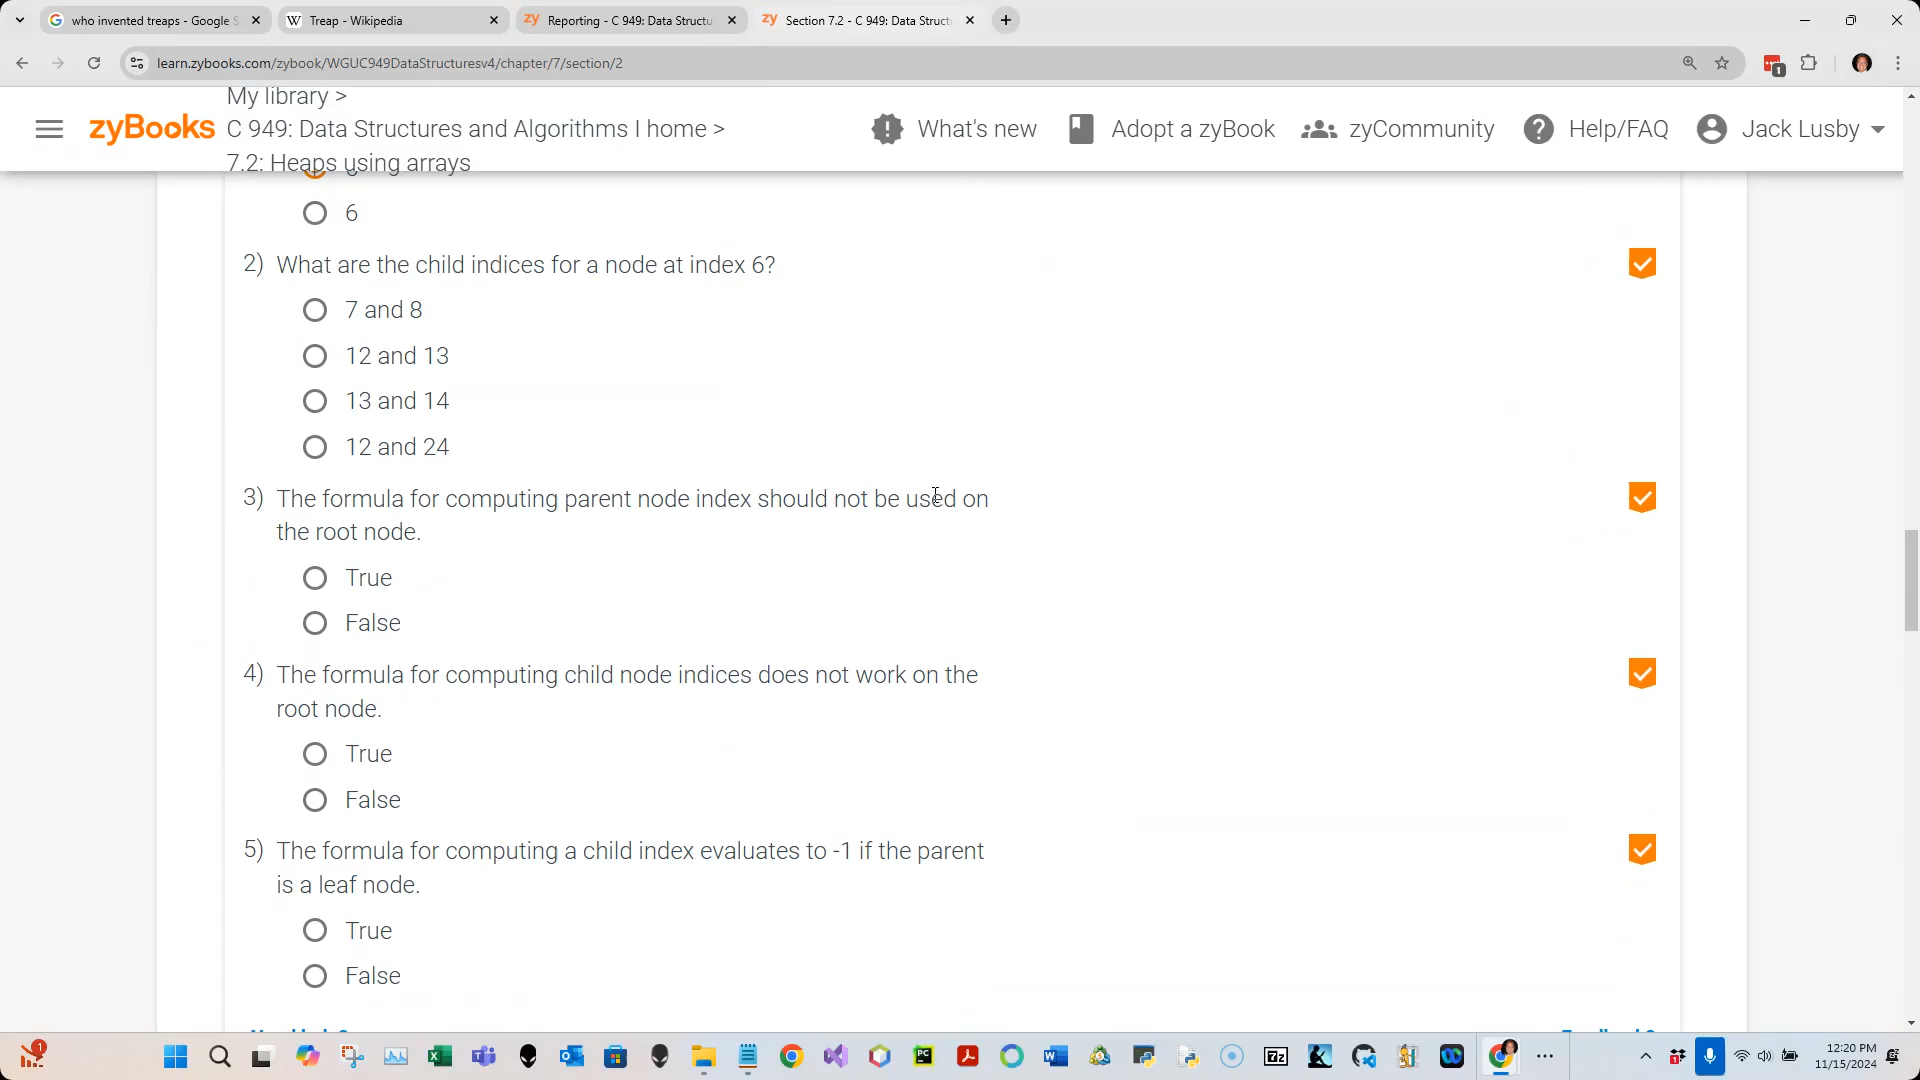 who invented treaps - Google S
Treap - Wikipedia
zy Reporting - C 949: Data Structu
zy Section 7.2 - C 949: Data Struct
learn.zybooks.com/zybook/WGUC949DataStructuresv4/chapter/7/section/2
My library >
zyBooks
C 949: Data Structures and Algorithms I home >
7.2: Heaps using arrays
What's new
Adopt a zyBook
zyCommunity
Help/FAQ
Jack Lusby
6
2) What are the child indices for a node at index 6?
7 and 8
12 and 13
13 and 14
12 and 24
3) The formula for computing parent node index should not be used on
the root node.
True
False
4) The formula for computing child node indices does not work on the
root node.
True
False
5) The formula for computing a child index evaluates to -1 if the parent
is a leaf node.
True
False
12:20 PM
11/15/2024